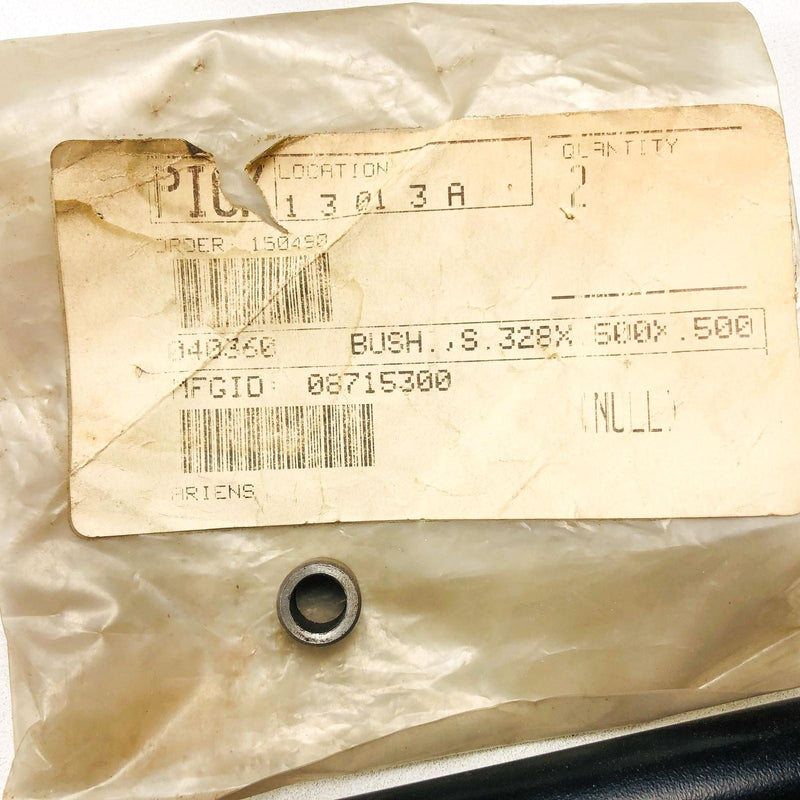 PICK LOCATION QUANTITY
1 3 01 3 A 2
ORDER: 150490
040360 BUSH.,S.328X.500X.500
MFGID: 08715300
(NULL)
ARIENS